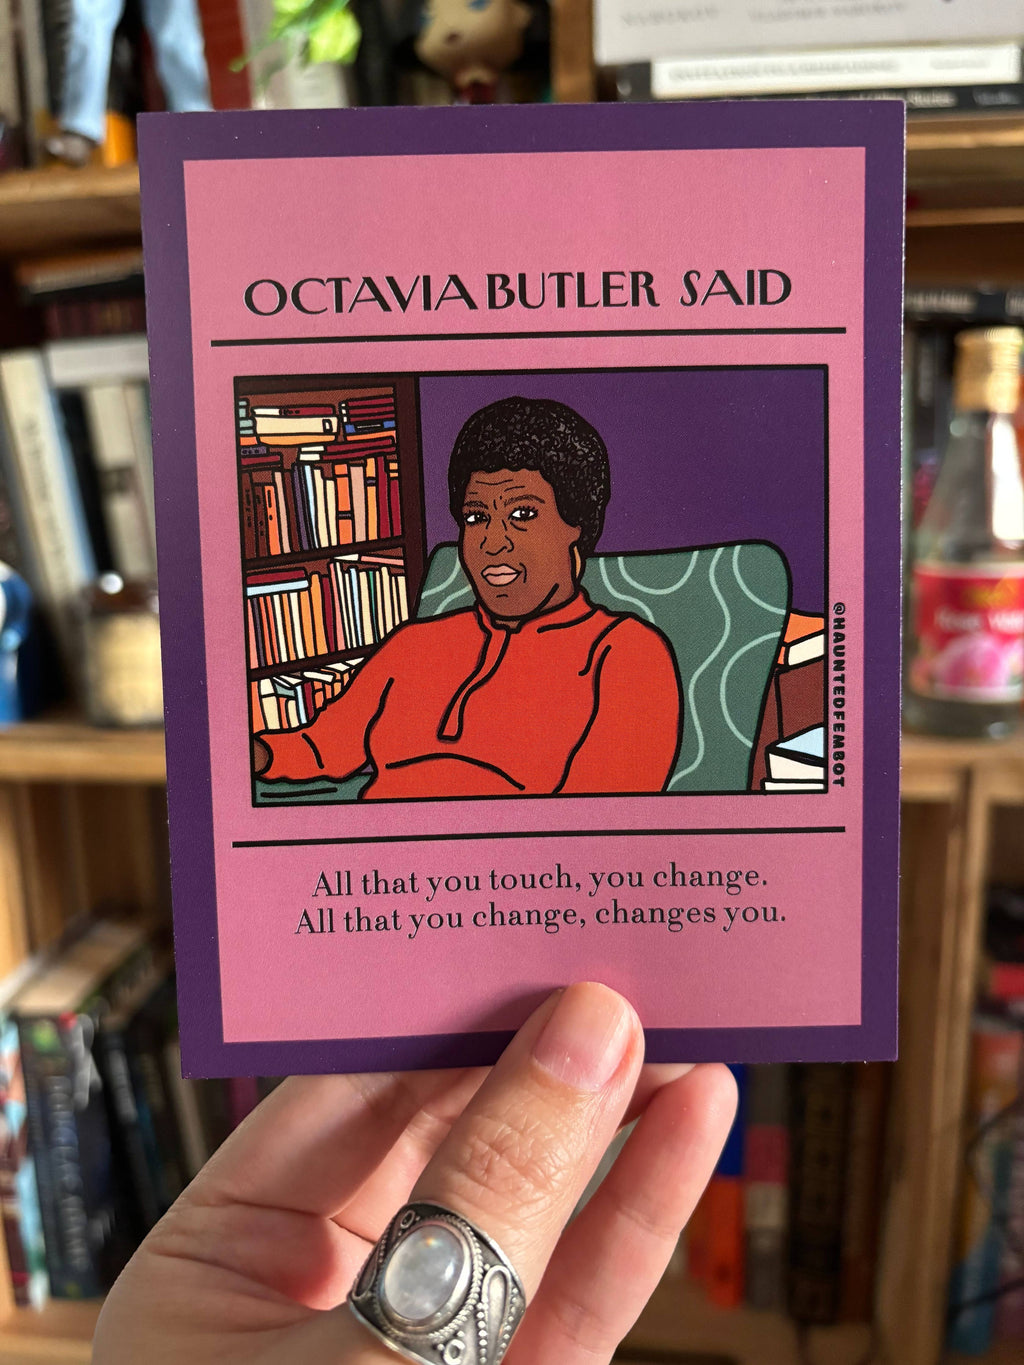 OCTAVIA BUTLER SAID
@HAUNTEDFEMBOT
All that you touch, you change.
All that you change, changes you.